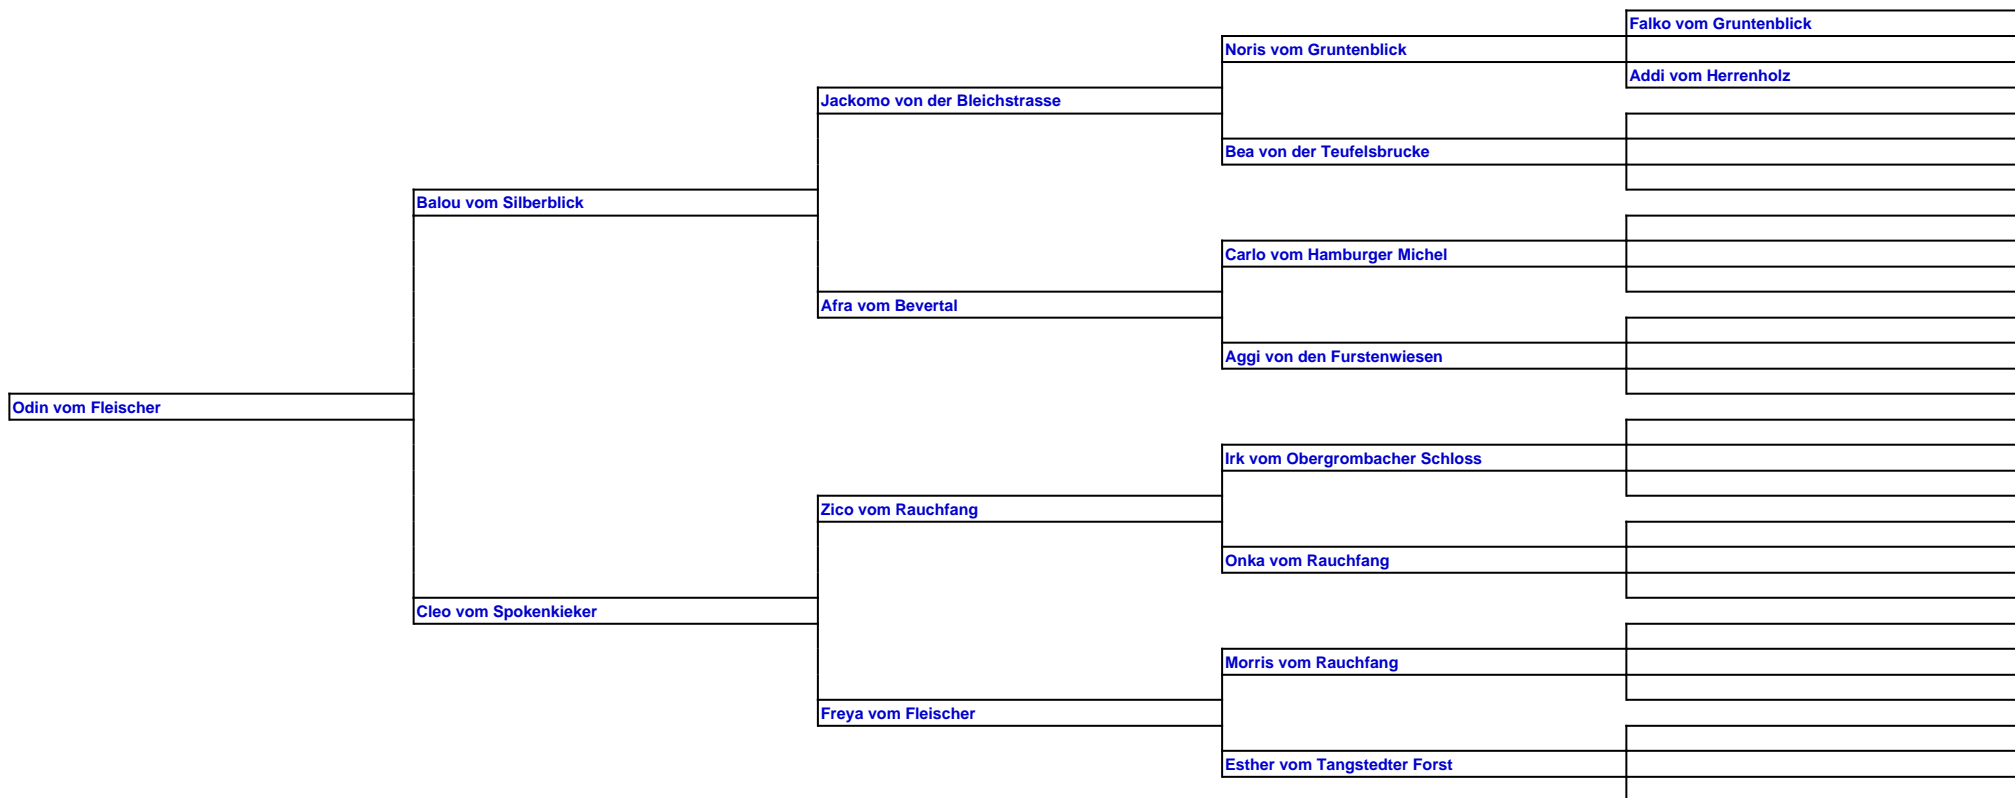 Falko vom Gruntenblick
Noris vom Gruntenblick
Addi vom Herrenholz
Jackomo von der Bleichstrasse
Bea von der Teufelsbrucke
Balou vom Silberblick
Carlo vom Hamburger Michel
Afra vom Bevertal
Aggi von den Furstenwiesen
Odin vom Fleischer
Irk vom Obergrombacher Schloss
Zico vom Rauchfang
Onka vom Rauchfang
Cleo vom Spokenkieker
Morris vom Rauchfang
Freya vom Fleischer
Esther vom Tangstedter Forst